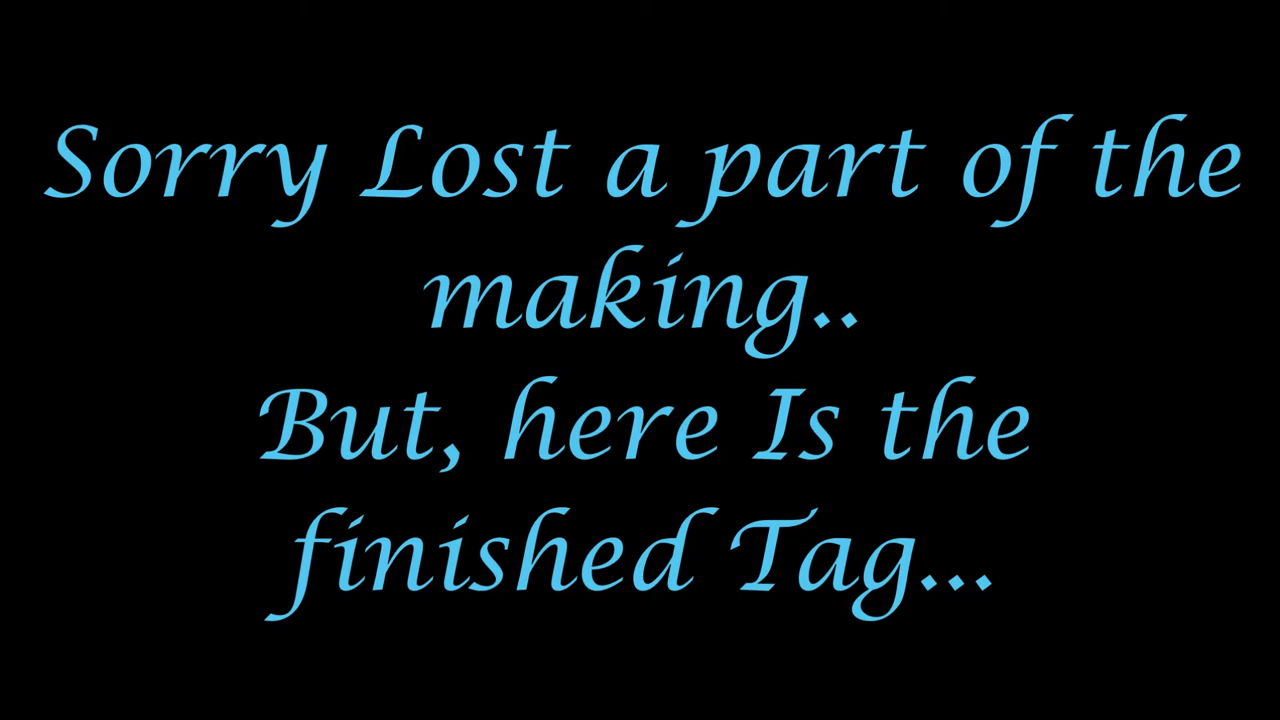 Sorry Lost a part of the
making..
But, here Is the
finished Tag...